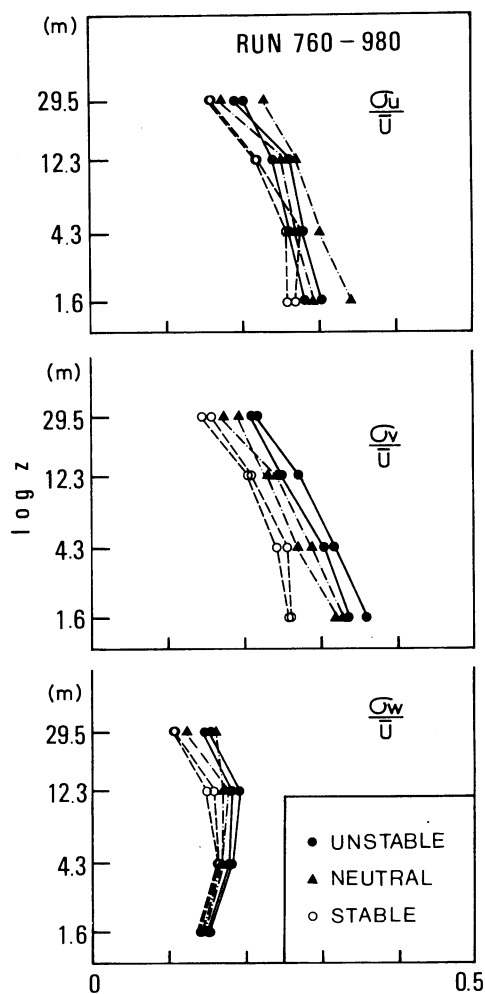 (m)
RUN 760 – 980
σu
Ū
29.5
12.3
4.3
1.6
(m)
σv
Ū
29.5
12.3
4.3
1.6
log z
(m)
σw
Ū
29.5
12.3
4.3
1.6
● UNSTABLE
▲ NEUTRAL
○ STABLE
0
0.5